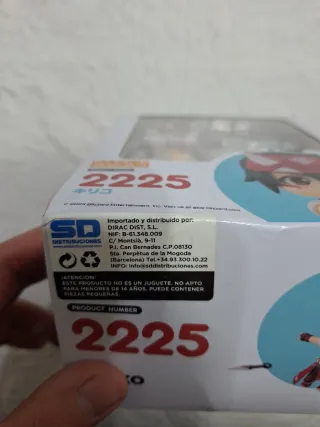 2225
キリコ
SD
DISTRIBUCIONES
Importado y distribuido por:
DIRAC DIST, S.L.
NIF: B-61.348.009
C/ Montsià, 9-11
P.I. Can Bernades C.P.08130
Sta. Perpètua de la Mogoda
(Barcelona) Tel +34.93.300.10.22
INFO: info@sddistribuciones.com
¡ATENCIÓN!
ESTE PRODUCTO NO ES UN JUGUETE. NO APTO
PARA MENORES DE 14 AÑOS. PUEDE CONTENER
PIEZAS PEQUEÑAS.
PRODUCT NUMBER
2225
KO